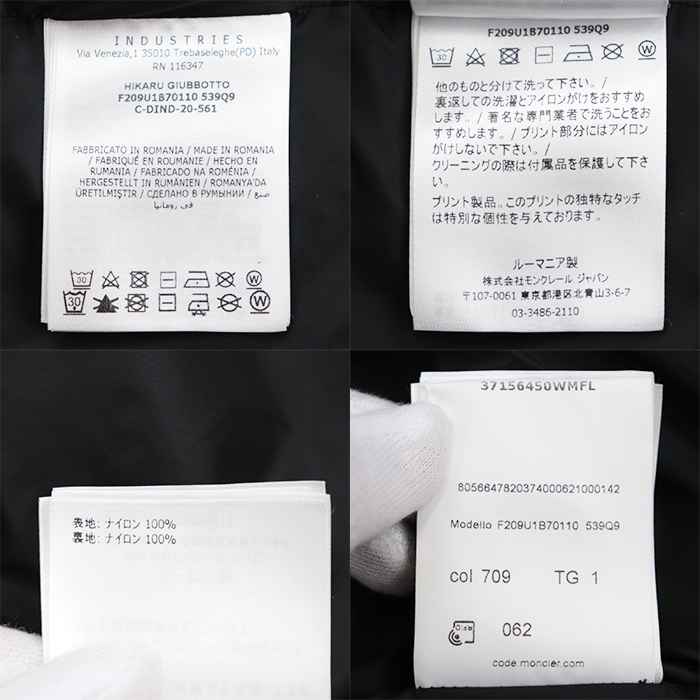 INDUSTRIES
Via Venezia,1 35010 Trebaseleghe(PD) Italy
RN 116347
HIKARU GIUBBOTTO
F209U1B70110 539Q9
C-DIND-20-561
FABBRICATO IN ROMANIA / MADE IN ROMANIA
/ FABRIQUÉ EN ROUMANIE / HECHO EN
RUMANIA / FABRICADO NA ROMÉNIA /
HERGESTELLT IN RUMÄNIEN / ROMANYA'DA
ÜRETILMIŞTIR / СДЕЛАНО В РУМЫНИИ / صنع
في رومانيا
30
W
30
W
F209U1B70110 539Q9
30
W
他のものと分けて洗って下さい。/
裏返しての洗濯とアイロンがけをおすすめ
します。/ 著名な専門業者で洗うことをお
すすめします。/ プリント部分にはアイロン
がけしないで下さい。/
クリーニングの際は付属品を保護して下さ
い。
プリント製品。このプリントの独特なタッチ
は特別な個性を与えております。
ルーマニア製
株式会社モンクレール ジャパン
〒107-0061 東京都港区北青山3-6-7
03-3486-2110
表地: ナイロン 100%
裏地: ナイロン 100%
37156450WMFL
8056647820374000621000142
Modello F209U1B70110 539Q9
col 709 TG 1
062
code.moncler.com